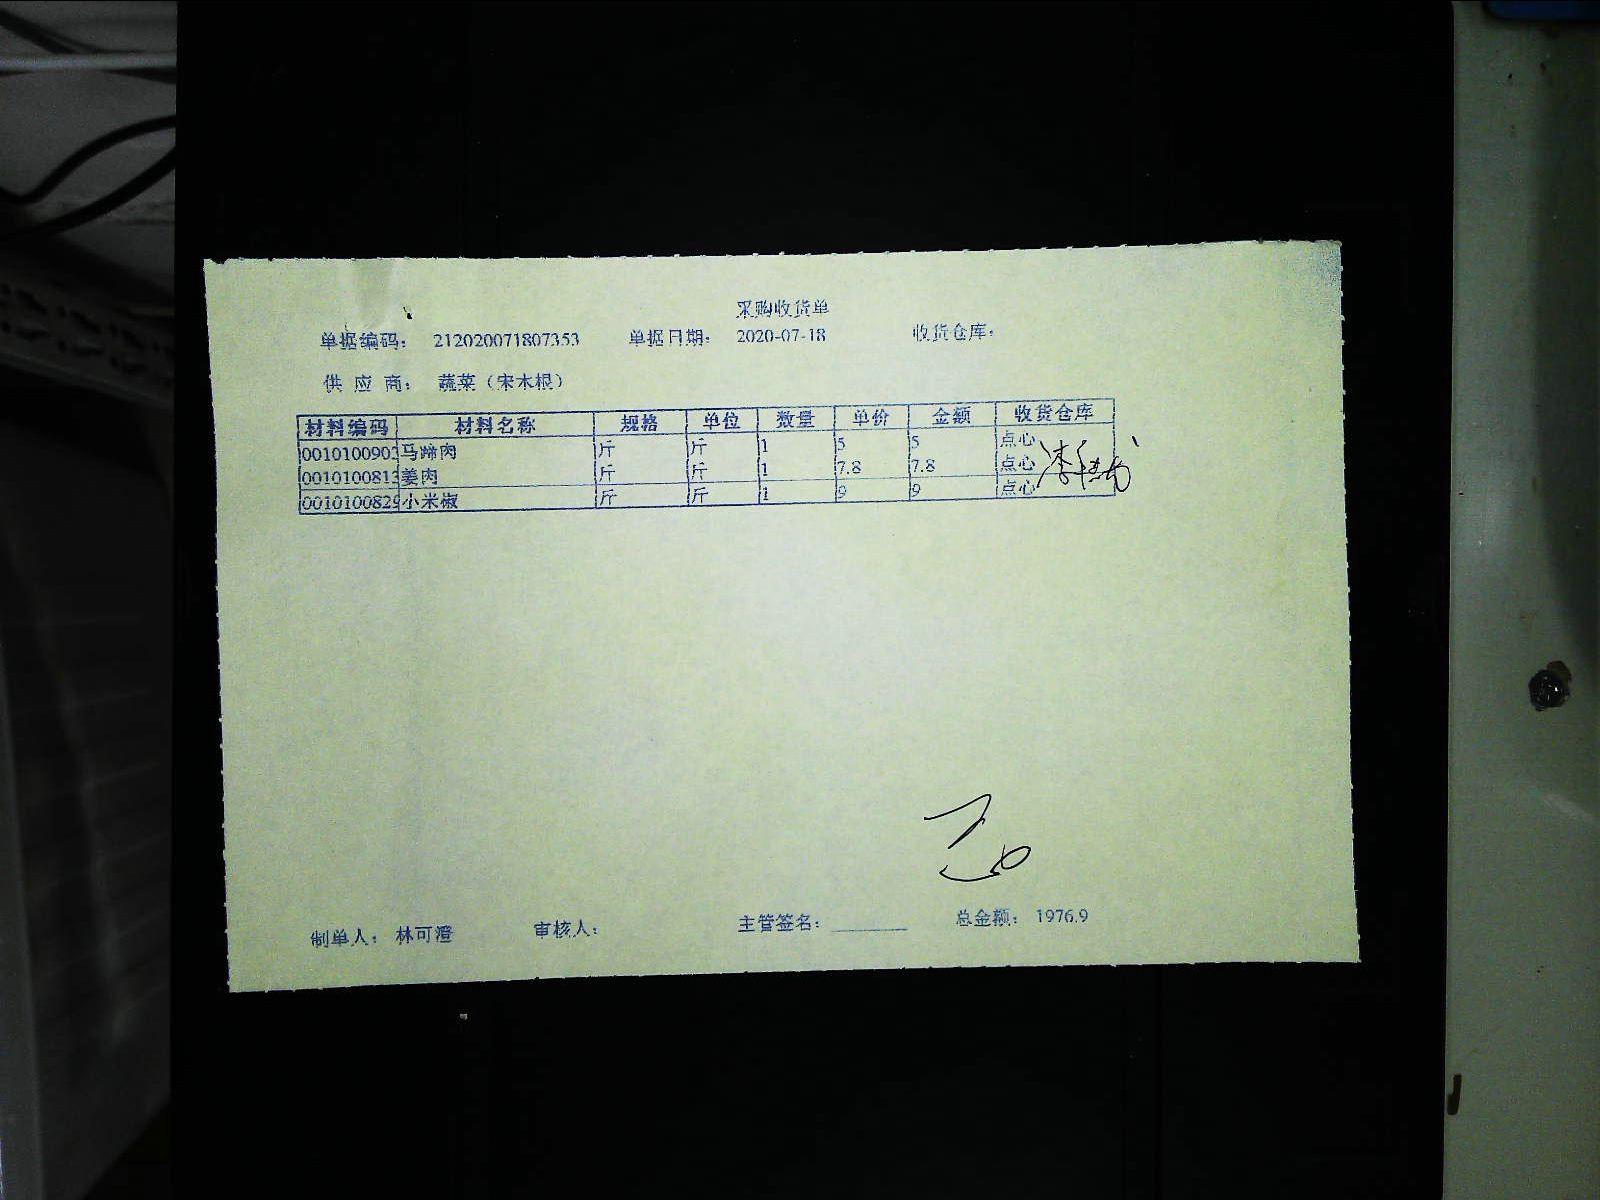 采购收货单
单据编码： 212020071807353 单据日期： 2020-07-18 收货仓库：
供 应 商： 蔬菜（宋木根）
材料编码 材料名称 规格 单位 数量 单价 金额 收货仓库
0010100903 马蹄肉 斤 斤 1 5 5 点心
0010100813 姜肉 斤 斤 1 7.8 7.8 点心
0010100829 小米椒 斤 斤 1 9 9 点心
制单人： 林可澄 审核人： 主管签名： 总金额： 1976.9